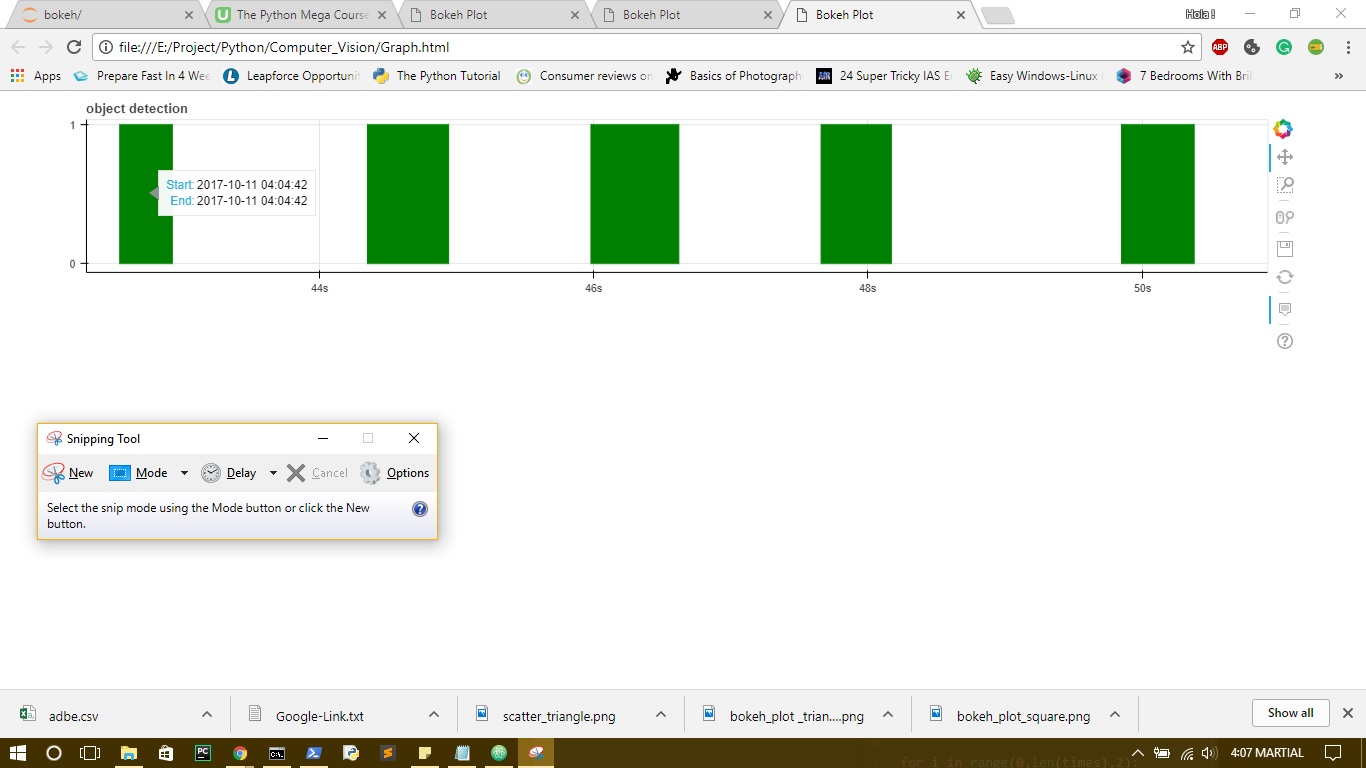 bokeh/
The Python Mega Course
Bokeh Plot
Bokeh Plot
Bokeh Plot
Hola !
file:///E:/Project/Python/Computer_Vision/Graph.html
ABP
Apps
Prepare Fast In 4 Wee
Leapforce Opportuni
The Python Tutorial
Consumer reviews on
Basics of Photograph
24 Super Tricky IAS E
Easy Windows-Linux
7 Bedrooms With Bril
»
object detection
1
0
Start: 2017-10-11 04:04:42
End: 2017-10-11 04:04:42
44s
46s
48s
50s
Snipping Tool
New
Mode
Delay
Cancel
Options
Select the snip mode using the Mode button or click the New
button.
adbe.csv
Google-Link.txt
scatter_triangle.png
bokeh_plot _trian....png
bokeh_plot_square.png
Show all
4:07 MARTIAL
for i in range(0,len(times),2):